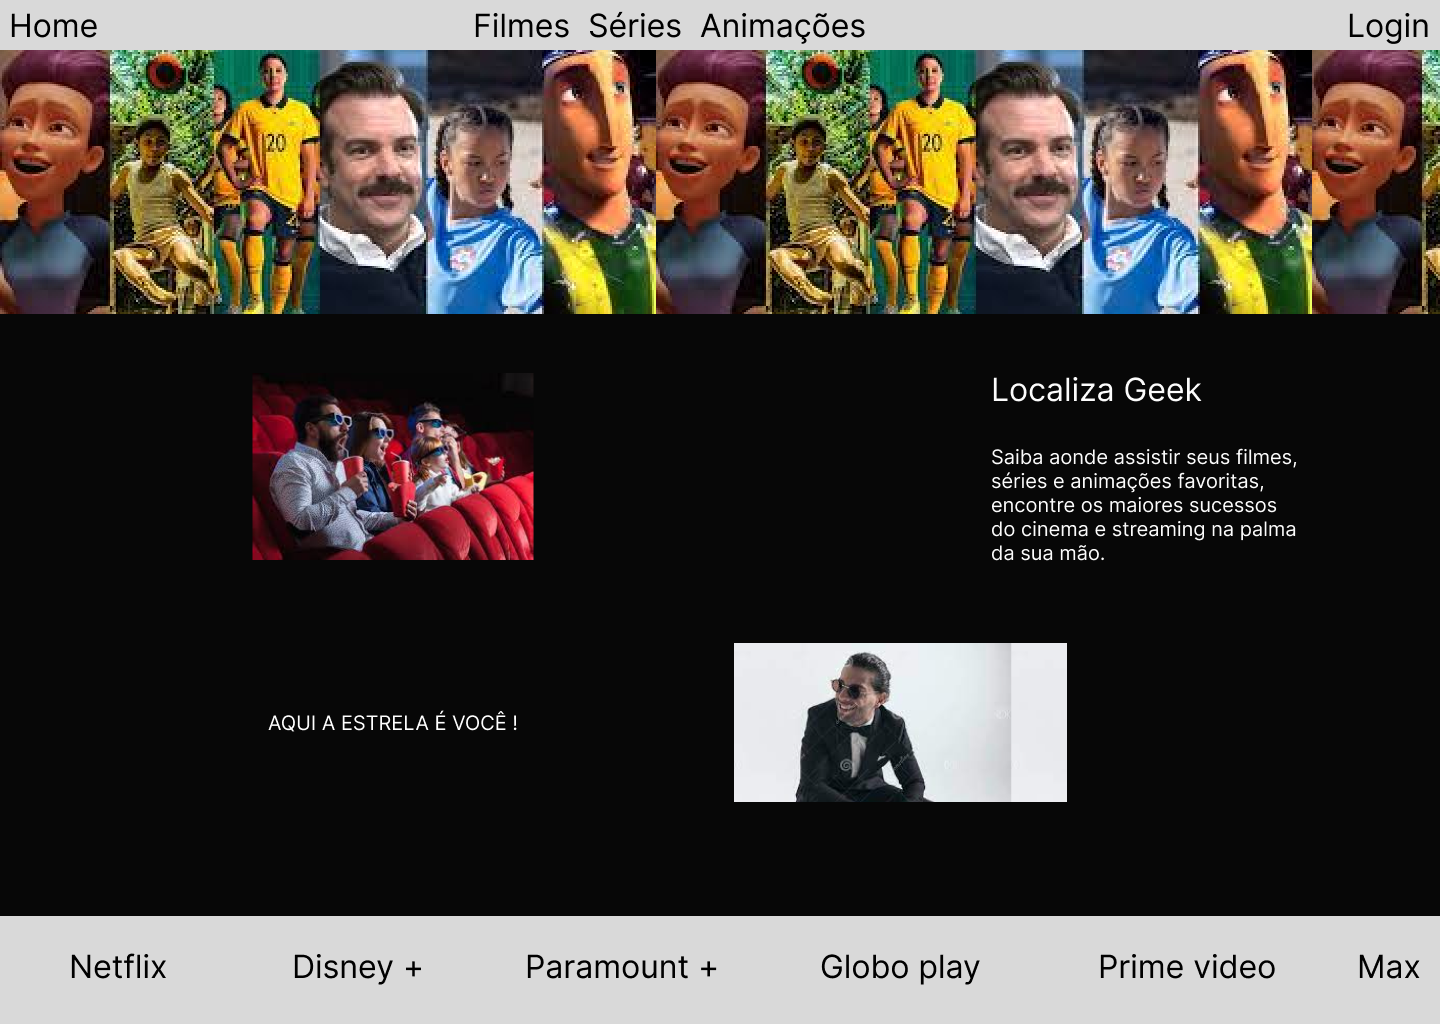 Home Filmes Séries Animações Login
20
20
Localiza Geek
Saiba aonde assistir seus filmes,
séries e animações favoritas,
encontre os maiores sucessos
do cinema e streaming na palma
da sua mão.
AQUI A ESTRELA É VOCÊ !
Netflix Disney + Paramount + Globo play Prime video Max